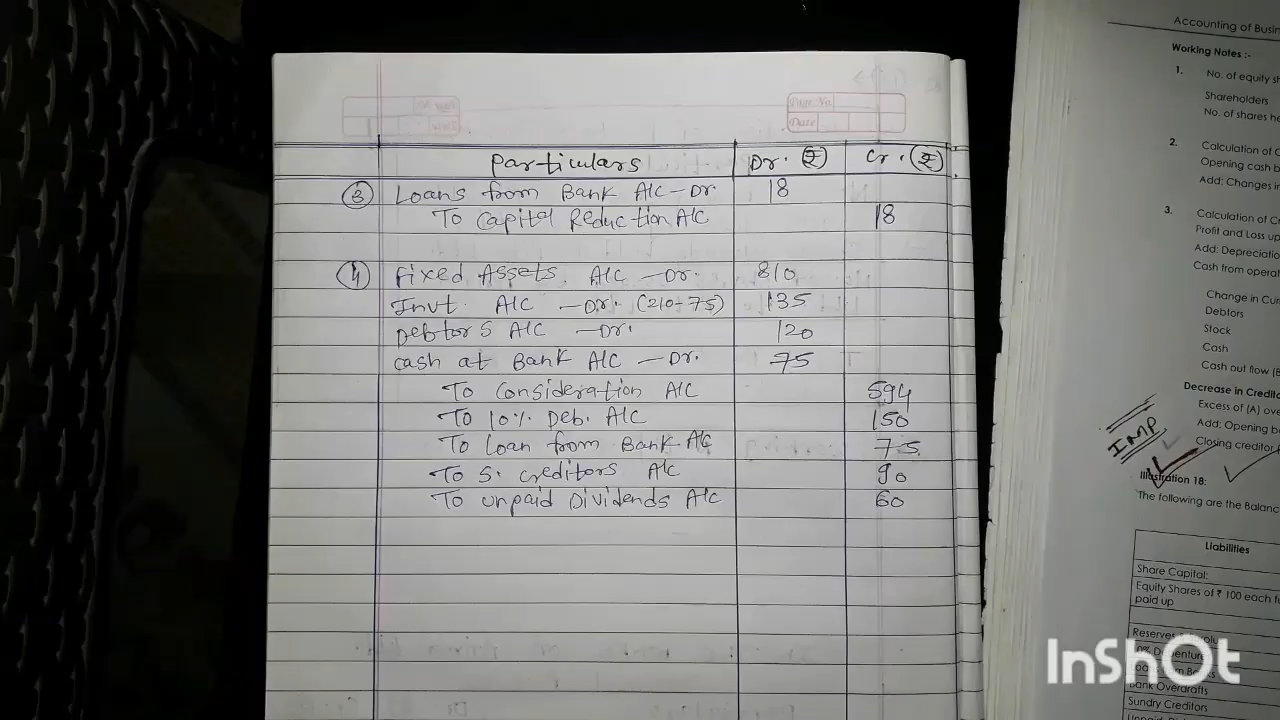 Page No.
Date
Particulars Dr. (₹) Cr. (₹)
③ Loans from Bank A/C - Dr. 18
To Capital Reduction A/C 18
④ Fixed Assets A/C - Dr. 810
Invt. A/C - Dr. (210-75) 135
Debtors A/C - Dr. 120
Cash at Bank A/C - Dr. 75
To Consideration A/C 594
To 10% Deb. A/C 150
To Loan from Bank A/C 75
To S. Creditors A/C 90
To Unpaid Dividends A/C 60
Accounting of Busin
Working Notes :-
1. No. of equity sh
Shareholders
No. of shares he
2. Calculation of C
Opening cash b
Add: Changes in
3. Calculation of C
Profit and Loss up
Add: Depreciatio
Cash from operat
Change in Cur
Debtors
Stock
Cash
Cash out flow (B
Decrease in Credito
Excess of (A) ove
Add: Opening b
Closing creditor
IMP
Illustration 18:
The following are the Balanc
Liabilities
Share Capital:
Equity Shares of ₹ 100 each f
paid up
Reserves
Bank Overdrafts
Sundry Creditors
InShOt